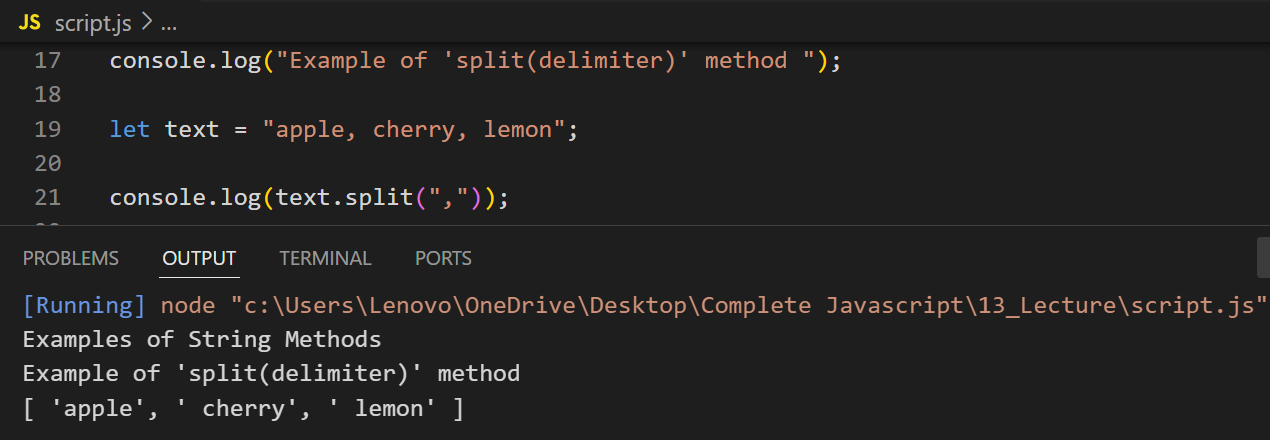 JS script.js > ...
17 console.log("Example of 'split(delimiter)' method ");
18
19 let text = "apple, cherry, lemon";
20
21 console.log(text.split(","));
PROBLEMS OUTPUT TERMINAL PORTS
[Running] node "c:\Users\Lenovo\OneDrive\Desktop\Complete Javascript\13_Lecture\script.js"
Examples of String Methods
Example of 'split(delimiter)' method
[ 'apple', ' cherry', ' lemon' ]